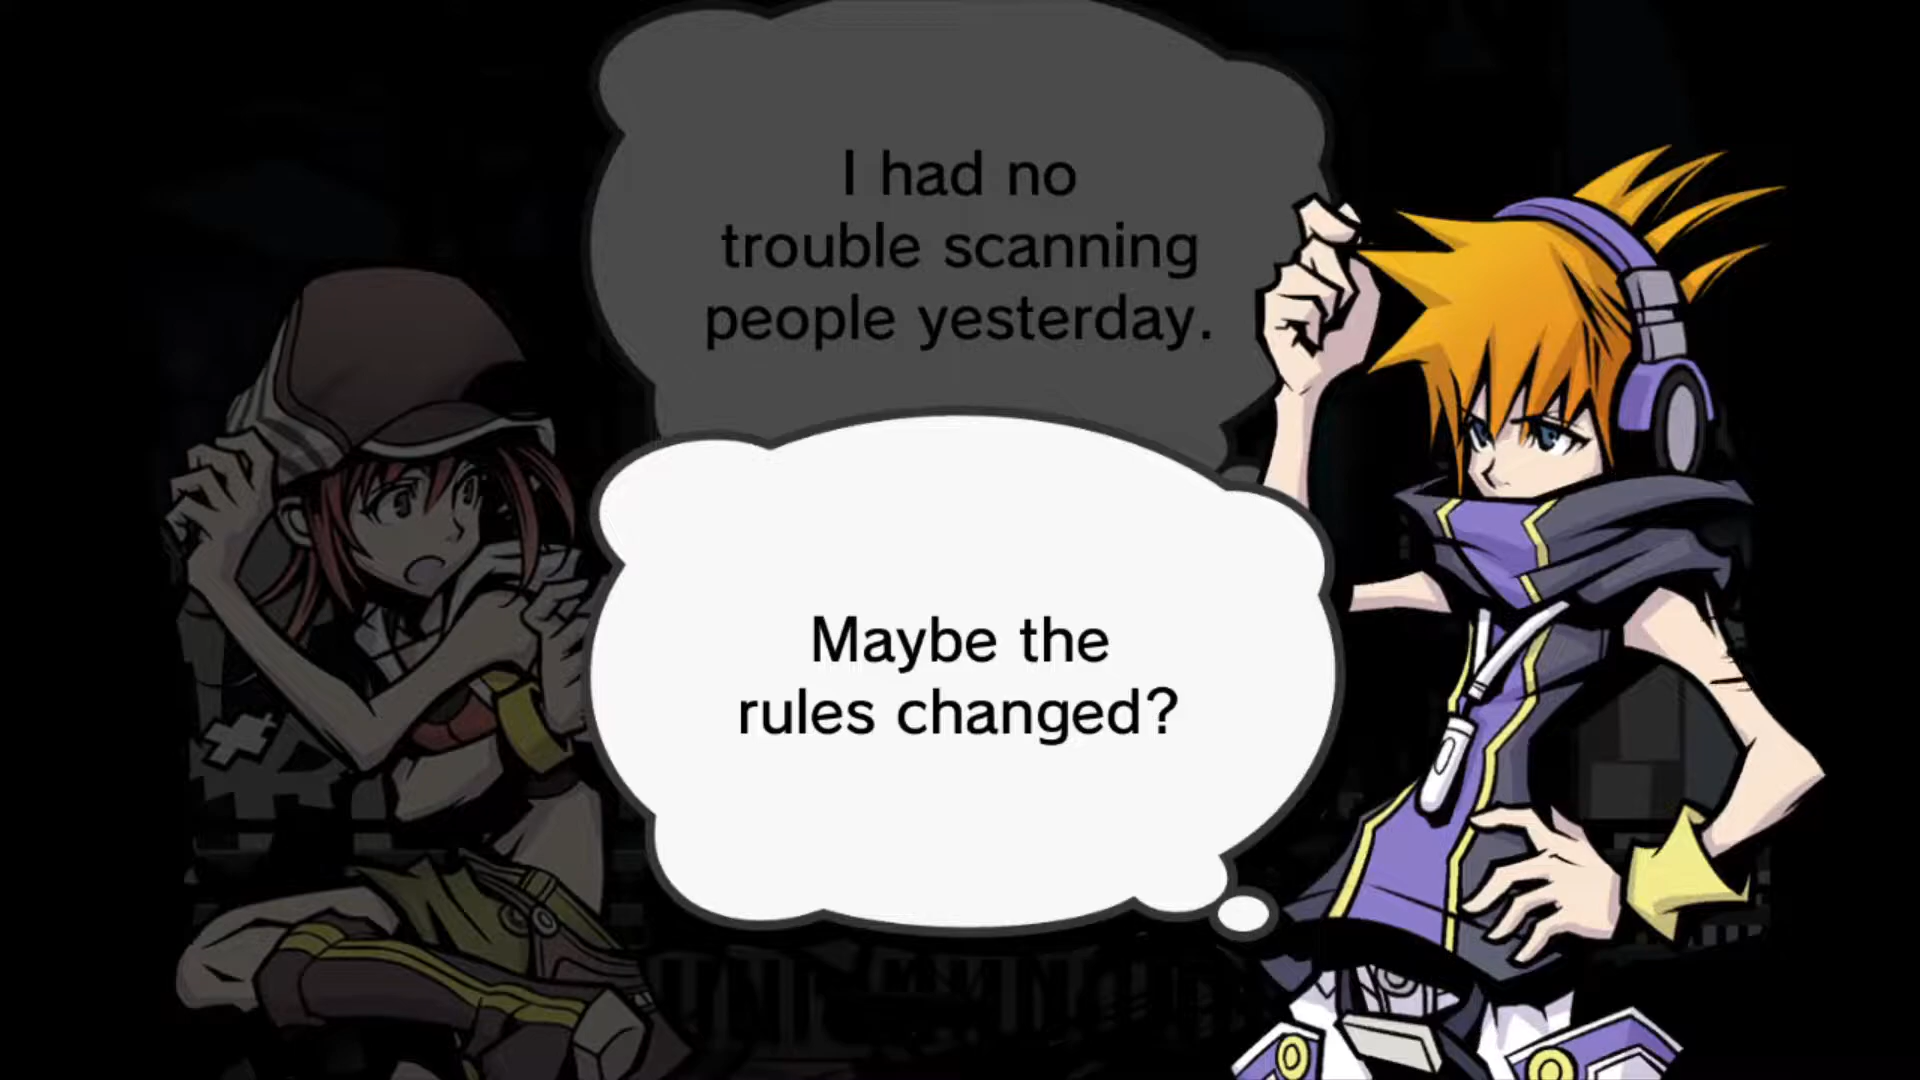 I had no
trouble scanning
people yesterday.
Maybe the
rules changed?